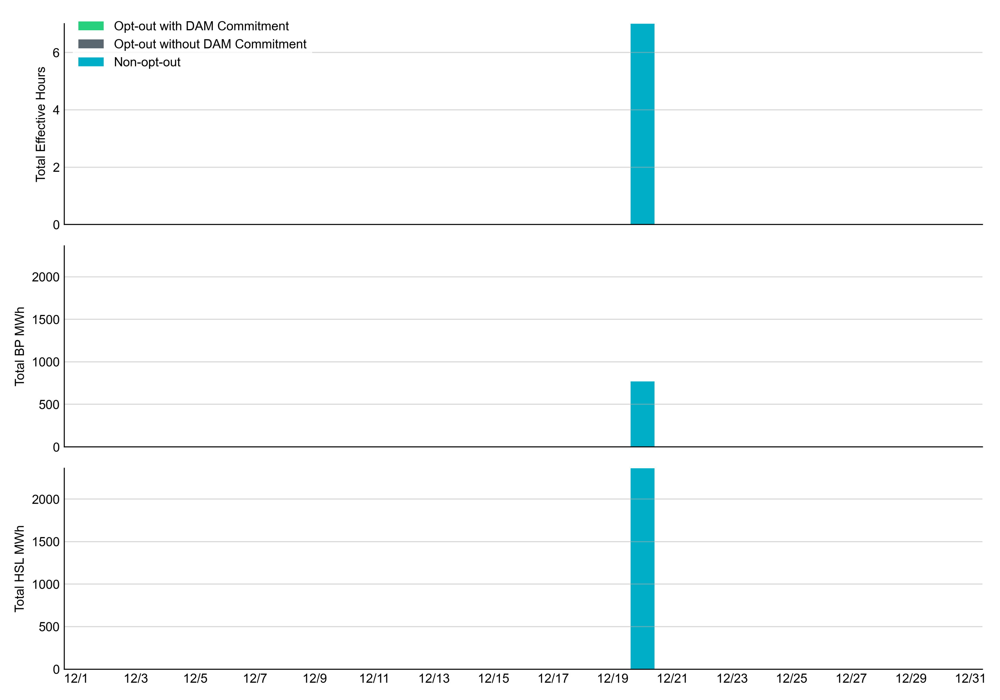 Opt-out with DAM Commitment
Opt-out without DAM Commitment
Non-opt-out
Total Effective Hours
6
4
2
0
Total BP MWh
2000
1500
1000
500
0
Total HSL MWh
2000
1500
1000
500
0
12/1 12/3 12/5 12/7 12/9 12/11 12/13 12/15 12/17 12/19 12/21 12/23 12/25 12/27 12/29 12/31